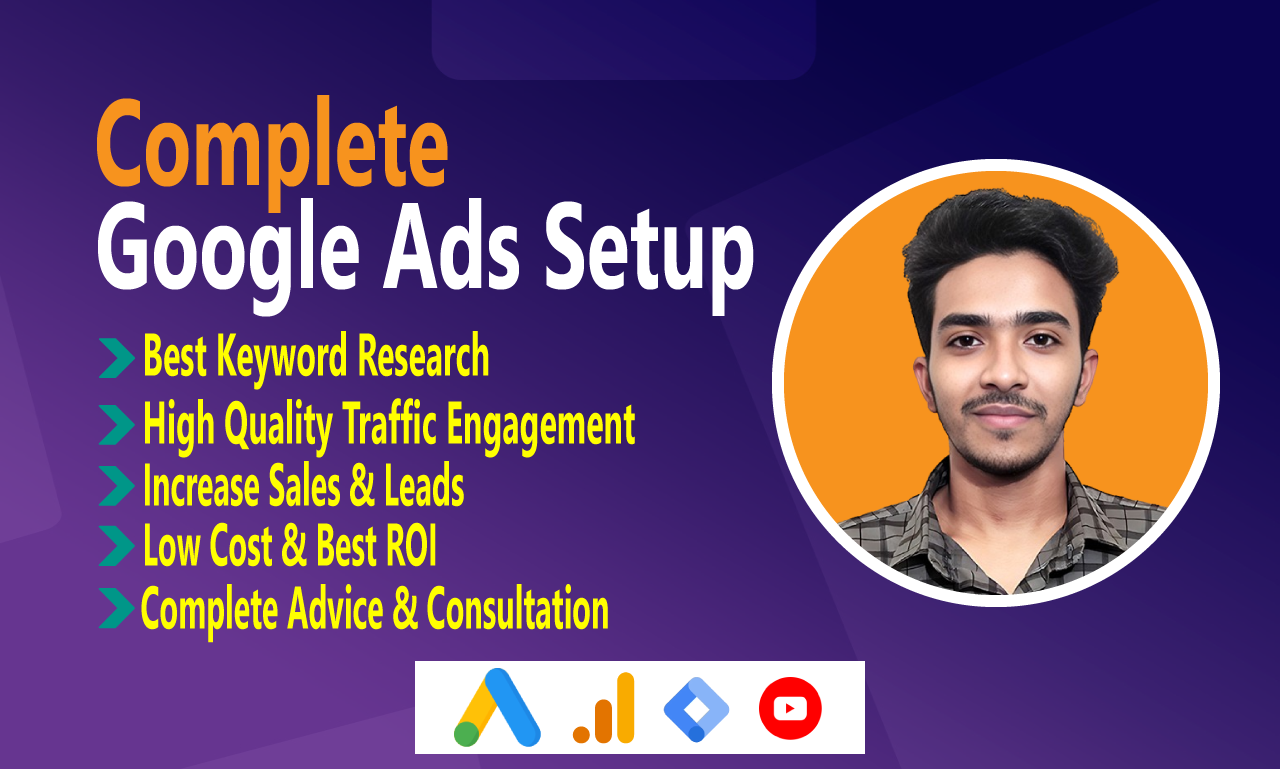 Complete
Google Ads Setup
Best Keyword Research
High Quality Traffic Engagement
Increase Sales & Leads
Low Cost & Best ROI
Complete Advice & Consultation